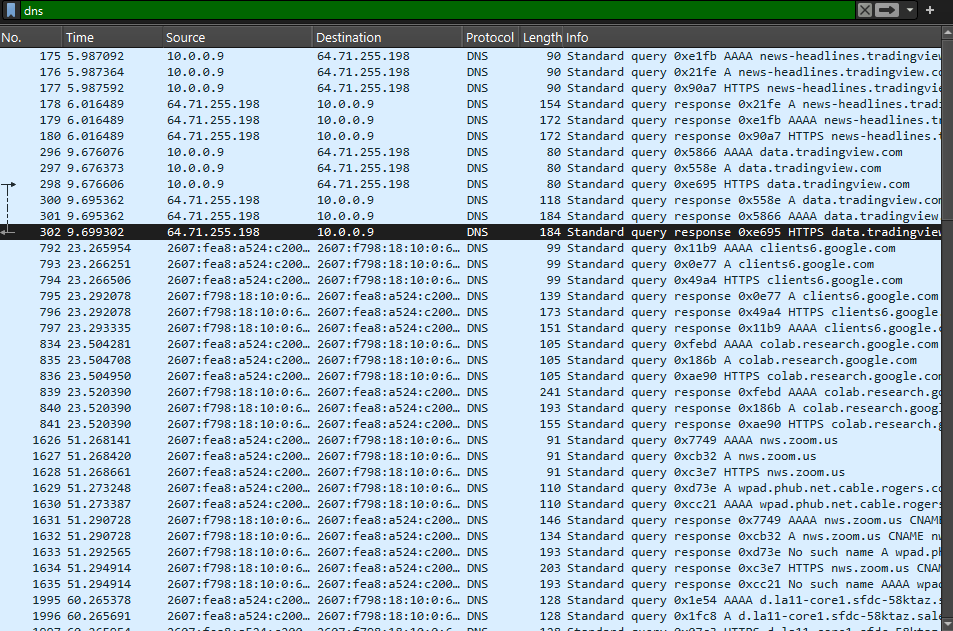 dns
No. Time Source Destination Protocol Length Info
175 5.987092 10.0.0.9 64.71.255.198 DNS 90 Standard query 0xe1fb AAAA news-headlines.tradingview
176 5.987364 10.0.0.9 64.71.255.198 DNS 90 Standard query 0x21fe A news-headlines.tradingview.co
177 5.987592 10.0.0.9 64.71.255.198 DNS 90 Standard query 0x90a7 HTTPS news-headlines.tradingvie
178 6.016489 64.71.255.198 10.0.0.9 DNS 154 Standard query response 0x21fe A news-headlines.tradi
179 6.016489 64.71.255.198 10.0.0.9 DNS 172 Standard query response 0xe1fb AAAA news-headlines.tr
180 6.016489 64.71.255.198 10.0.0.9 DNS 172 Standard query response 0x90a7 HTTPS news-headlines.t
296 9.676076 10.0.0.9 64.71.255.198 DNS 80 Standard query 0x5866 AAAA data.tradingview.com
297 9.676373 10.0.0.9 64.71.255.198 DNS 80 Standard query 0x558e A data.tradingview.com
298 9.676606 10.0.0.9 64.71.255.198 DNS 80 Standard query 0xe695 HTTPS data.tradingview.com
300 9.695362 64.71.255.198 10.0.0.9 DNS 118 Standard query response 0x558e A data.tradingview.com
301 9.695362 64.71.255.198 10.0.0.9 DNS 184 Standard query response 0x5866 AAAA data.tradingview.
302 9.699302 64.71.255.198 10.0.0.9 DNS 184 Standard query response 0xe695 HTTPS data.tradingview
792 23.265954 2607:fea8:a524:c200… 2607:f798:18:10:0:6… DNS 99 Standard query 0x11b9 AAAA clients6.google.com
793 23.266251 2607:fea8:a524:c200… 2607:f798:18:10:0:6… DNS 99 Standard query 0x0e77 A clients6.google.com
794 23.266506 2607:fea8:a524:c200… 2607:f798:18:10:0:6… DNS 99 Standard query 0x49a4 HTTPS clients6.google.com
795 23.292078 2607:f798:18:10:0:6… 2607:fea8:a524:c200… DNS 139 Standard query response 0x0e77 A clients6.google.com
796 23.292078 2607:f798:18:10:0:6… 2607:fea8:a524:c200… DNS 173 Standard query response 0x49a4 HTTPS clients6.google.
797 23.293335 2607:f798:18:10:0:6… 2607:fea8:a524:c200… DNS 151 Standard query response 0x11b9 AAAA clients6.google.c
834 23.504281 2607:fea8:a524:c200… 2607:f798:18:10:0:6… DNS 105 Standard query 0xfebd AAAA colab.research.google.com
835 23.504708 2607:fea8:a524:c200… 2607:f798:18:10:0:6… DNS 105 Standard query 0x186b A colab.research.google.com
836 23.504950 2607:fea8:a524:c200… 2607:f798:18:10:0:6… DNS 105 Standard query 0xae90 HTTPS colab.research.google.com
839 23.520390 2607:f798:18:10:0:6… 2607:fea8:a524:c200… DNS 241 Standard query response 0xfebd AAAA colab.research.go
840 23.520390 2607:f798:18:10:0:6… 2607:fea8:a524:c200… DNS 193 Standard query response 0x186b A colab.research.googl
841 23.520390 2607:f798:18:10:0:6… 2607:fea8:a524:c200… DNS 155 Standard query response 0xae90 HTTPS colab.research.g
1626 51.268141 2607:fea8:a524:c200… 2607:f798:18:10:0:6… DNS 91 Standard query 0x7749 AAAA nws.zoom.us
1627 51.268420 2607:fea8:a524:c200… 2607:f798:18:10:0:6… DNS 91 Standard query 0xcb32 A nws.zoom.us
1628 51.268661 2607:fea8:a524:c200… 2607:f798:18:10:0:6… DNS 91 Standard query 0xc3e7 HTTPS nws.zoom.us
1629 51.273248 2607:fea8:a524:c200… 2607:f798:18:10:0:6… DNS 110 Standard query 0xd73e A wpad.phub.net.cable.rogers.co
1630 51.273387 2607:fea8:a524:c200… 2607:f798:18:10:0:6… DNS 110 Standard query 0xcc21 AAAA wpad.phub.net.cable.rogers
1631 51.290728 2607:f798:18:10:0:6… 2607:fea8:a524:c200… DNS 146 Standard query response 0x7749 AAAA nws.zoom.us CNAM
1632 51.290728 2607:f798:18:10:0:6… 2607:fea8:a524:c200… DNS 134 Standard query response 0xcb32 A nws.zoom.us CNAME nw
1633 51.292565 2607:f798:18:10:0:6… 2607:fea8:a524:c200… DNS 193 Standard query response 0xd73e No such name A wpad.ph
1634 51.294914 2607:f798:18:10:0:6… 2607:fea8:a524:c200… DNS 203 Standard query response 0xc3e7 HTTPS nws.zoom.us CNA
1635 51.294914 2607:f798:18:10:0:6… 2607:fea8:a524:c200… DNS 193 Standard query response 0xcc21 No such name AAAA wpad
1995 60.265378 2607:fea8:a524:c200… 2607:f798:18:10:0:6… DNS 128 Standard query 0x1e54 AAAA d.la11-core1.sfdc-58ktaz.s
1996 60.265691 2607:fea8:a524:c200… 2607:f798:18:10:0:6… DNS 128 Standard query 0x1fc8 A d.la11-core1.sfdc-58ktaz.sale